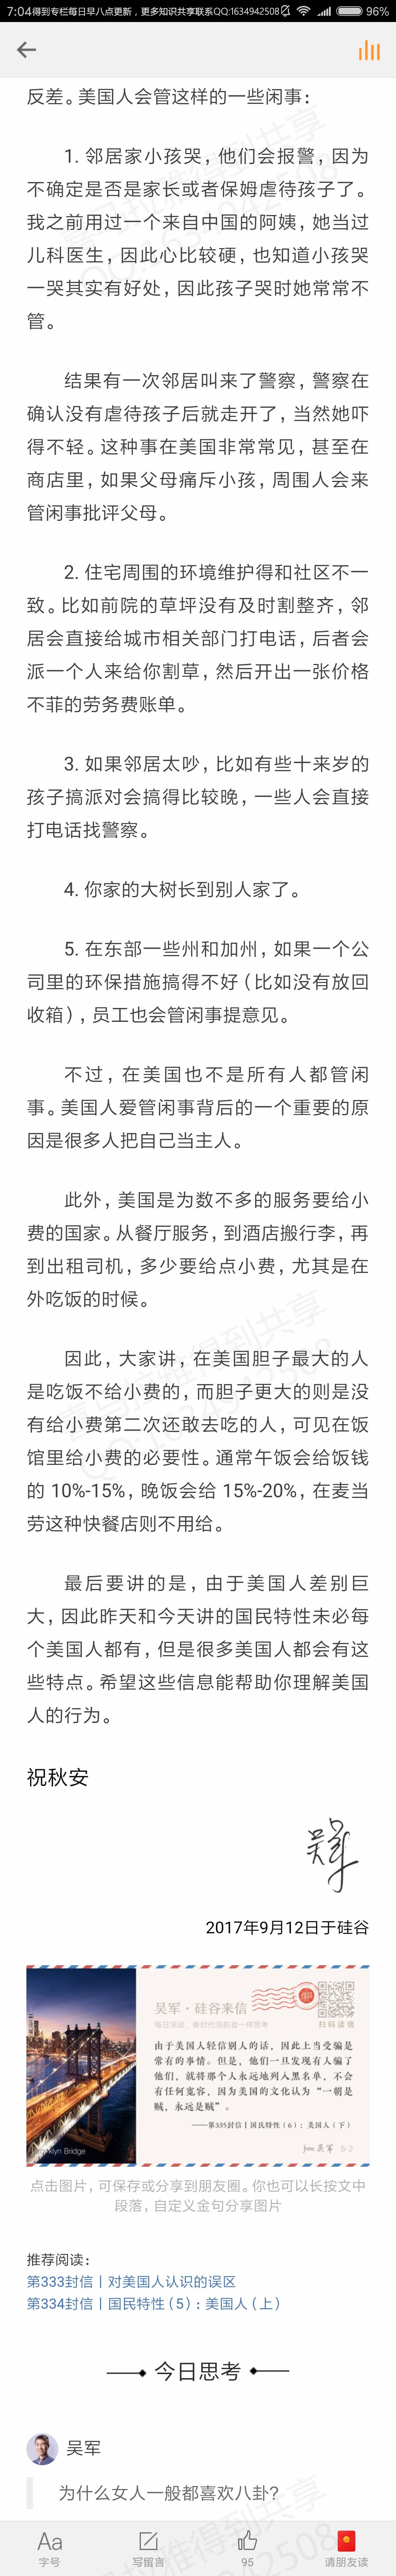 7:04得到专栏每日早八点更新，更多知识共享联系QQ:1634942508 96%
反差。美国人会管这样的一些闲事：
1. 邻居家小孩哭，他们会报警，因为
不确定是否是家长或者保姆虐待孩子了。
我之前用过一个来自中国的阿姨，她当过
儿科医生，因此心比较硬，也知道小孩哭
一哭其实有好处，因此孩子哭时她常常不
管。
结果有一次邻居叫来了警察，警察在
确认没有虐待孩子后就走开了，当然她吓
得不轻。这种事在美国非常常见，甚至在
商店里，如果父母痛斥小孩，周围人会来
管闲事批评父母。
2. 住宅周围的环境维护得和社区不一
致。比如前院的草坪没有及时割整齐，邻
居会直接给城市相关部门打电话，后者会
派一个人来给你割草，然后开出一张价格
不菲的劳务费账单。
3. 如果邻居太吵，比如有些十来岁的
孩子搞派对会搞得比较晚，一些人会直接
打电话找警察。
4. 你家的大树长到别人家了。
5. 在东部一些州和加州，如果一个公
司里的环保措施搞得不好（比如没有放回
收箱），员工也会管闲事提意见。
不过，在美国也不是所有人都管闲
事。美国人爱管闲事背后的一个重要的原
因是很多人把自己当主人。
此外，美国是为数不多的服务要给小
费的国家。从餐厅服务，到酒店搬行李，再
到出租司机，多少要给点小费，尤其是在
外吃饭的时候。
因此，大家讲，在美国胆子最大的人
是吃饭不给小费的，而胆子更大的则是没
有给小费第二次还敢去吃的人，可见在饭
馆里给小费的必要性。通常午饭会给饭钱
的 10%-15%，晚饭会给 15%-20%，在麦当
劳这种快餐店则不用给。
最后要讲的是，由于美国人差别巨
大，因此昨天和今天讲的国民特性未必每
个美国人都有，但是很多美国人都会有这
些特点。希望这些信息能帮助你理解美国
人的行为。
祝秋安
吴军
2017年9月12日于硅谷
吴军·硅谷来信
扫码读信
由于美国人轻信别人的话，因此上当受骗是
常有的事情。但是，他们一旦发现有人骗了
他们，就将那个人永远地列入黑名单，不会
有任何宽容，因为美国的文化认为“一朝是
贼，永远是贼”。
——第335封信丨国民特性（6）：美国人（下）
from 吴军 5-2
klyn Bridge
点击图片，可保存或分享到朋友圈。你也可以长按文中
段落，自定义金句分享图片
推荐阅读：
第333封信丨对美国人认识的误区
第334封信丨国民特性（5）：美国人（上）
今日思考
吴军
为什么女人一般都喜欢八卦？
Aa
字号 写留言 95 请朋友读